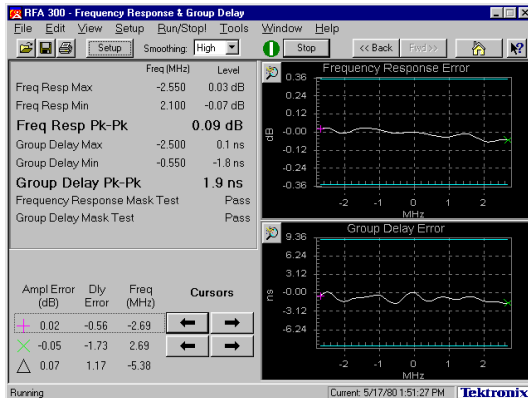 RFA 300 - Frequency Response & Group Delay
File Edit View Setup Run/Stop! Tools Window Help
Setup Smoothing: High Stop << Back Fwd >>
Freq (MHz) Level
Freq Resp Max -2.550 0.03 dB
Freq Resp Min 2.100 -0.07 dB
Freq Resp Pk-Pk 0.09 dB
Group Delay Max -2.500 0.1 ns
Group Delay Min -0.550 -1.8 ns
Group Delay Pk-Pk 1.9 ns
Frequency Response Mask Test Pass
Group Delay Mask Test Pass
Ampl Error (dB) Dly Error Freq (MHz) Cursors
0.02 -0.56 -2.69
-0.05 -1.73 2.69
0.07 1.17 -5.38
Frequency Response Error
0.36
0.24
0.12
-0.00
-0.12
-0.24
-0.36
dB
-2 -1 0 1 2
MHz
Group Delay Error
9.36
6.24
3.12
-0.00
-3.12
-6.24
ns
-2 -1 0 1 2
MHz
Running Current: 5/17/80 1:51:27 PM Tektronix